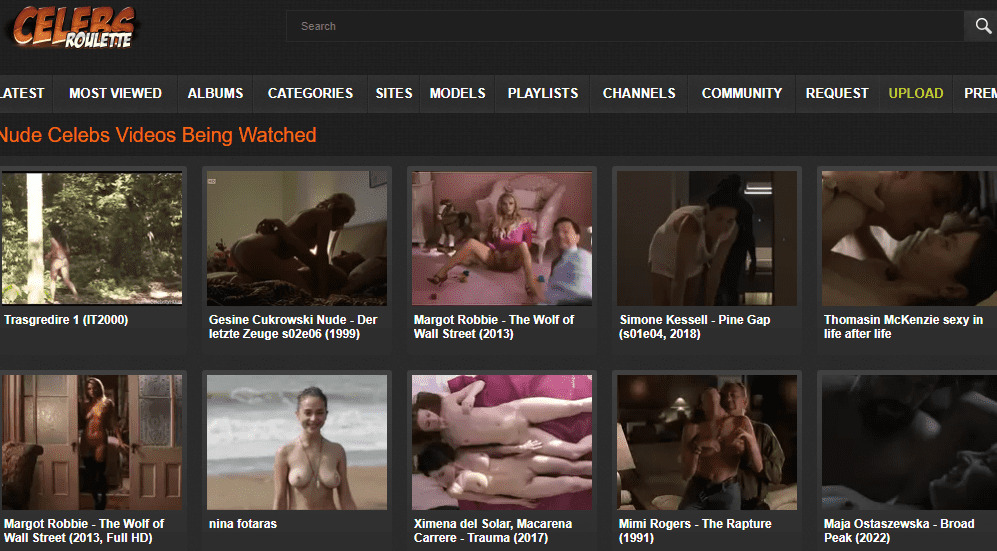 CELEBS
ROULETTE
Search
LATEST MOST VIEWED ALBUMS CATEGORIES SITES MODELS PLAYLISTS CHANNELS COMMUNITY REQUEST UPLOAD PREM
Nude Celebs Videos Being Watched
HD
Trasgredire 1 (IT2000)
Gesine Cukrowski Nude - Der
letzte Zeuge s02e06 (1999)
Margot Robbie - The Wolf of
Wall Street (2013)
Simone Kessell - Pine Gap
(s01e04, 2018)
Thomasin McKenzie sexy in
life after life
Margot Robbie - The Wolf of
Wall Street (2013, Full HD)
nina fotaras
Ximena del Solar, Macarena
Carrere - Trauma (2017)
Mimi Rogers - The Rapture
(1991)
Maja Ostaszewska - Broad
Peak (2022)